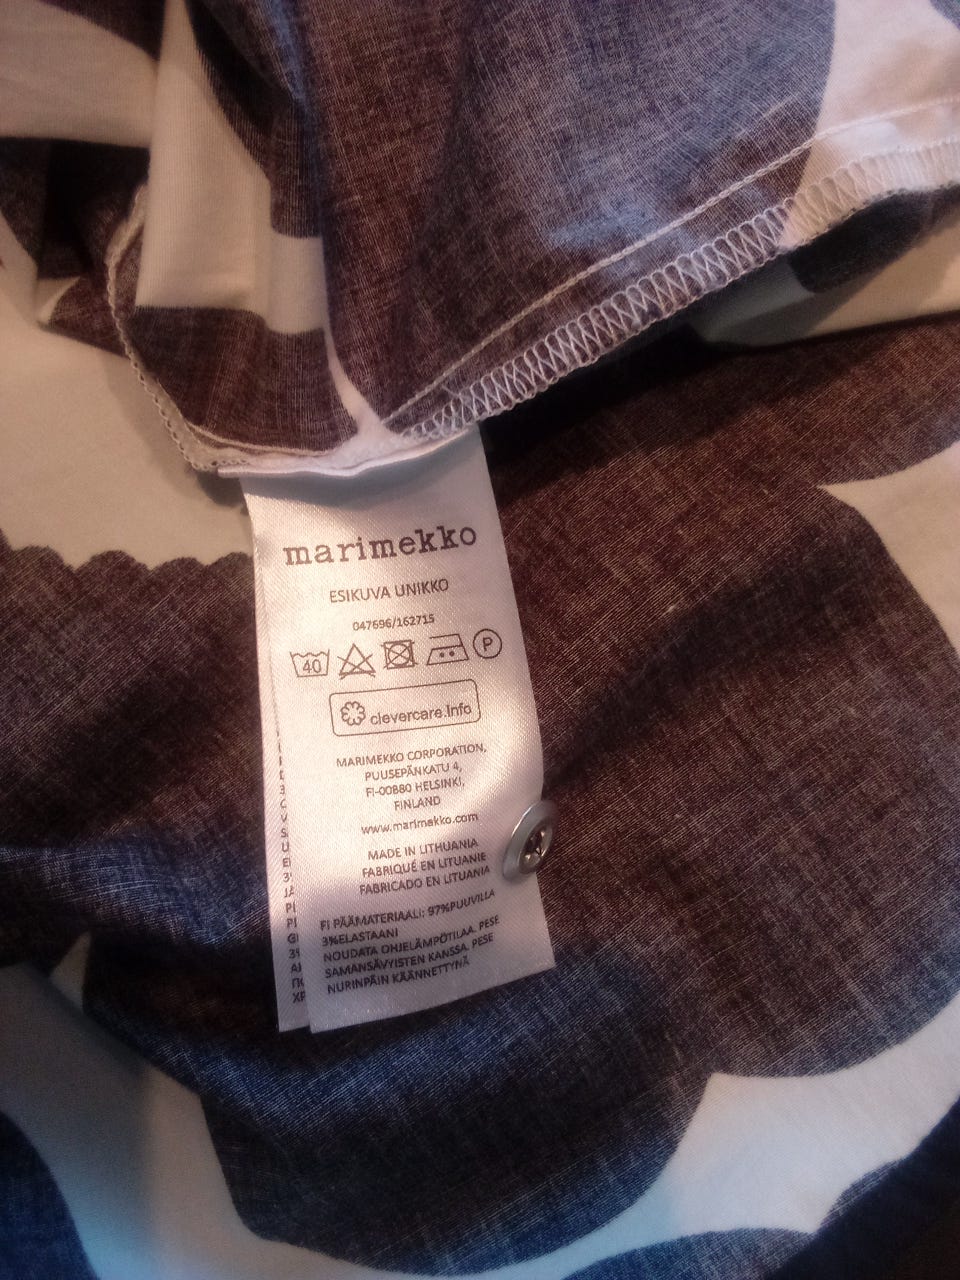 marimekko
ESIKUVA UNIKKO
047696/162715
40 P
clevercare.info
MARIMEKKO CORPORATION,
PUUSEPÄNKATU 4,
FI-00880 HELSINKI,
FINLAND
www.marimekko.com
MADE IN LITHUANIA
FABRIQUÉ EN LITUANIE
FABRICADO EN LITUANIA
FI PÄÄMATERIAALI: 97%PUUVILLA
3%ELASTAANI
NOUDATA OHJELÄMPÖTILAA. PESE
SAMANSÄVYISTEN KANSSA. PESE
NURINPÄIN KÄÄNNETTYNÄ